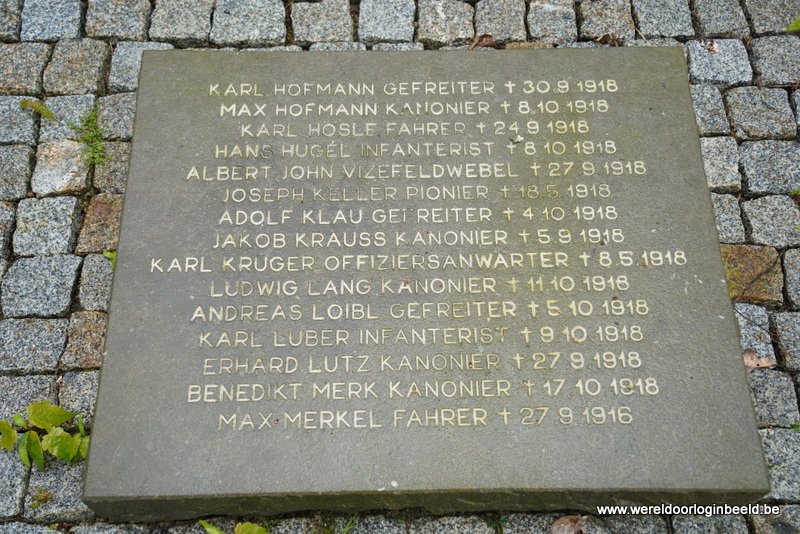 KARL HOFMANN GEFREITER † 30.9.1918
MAX HOFMANN KANONIER † 8.10.1918
KARL HÖSLE FAHRER † 24.9.1918
HANS HUGEL INFANTERIST † 8.10.1918
ALBERT JOHN VIZEFELDWEBEL † 27.9.1918
JOSEPH KELLER PIONIER † 18.5.1918
ADOLF KLAU GEFREITER † 4.10.1918
JAKOB KRAUSS KANONIER † 5.9.1918
KARL KRÜGER OFFIZIERSANWÄRTER † 8.5.1918
LUDWIG LANG KANONIER † 11.10.1918
ANDREAS LOIBL GEFREITER † 5.10.1918
KARL LUBER INFANTERIST † 9.10.1918
ERHARD LUTZ KANONIER † 27.9.1918
BENEDIKT MERK KANONIER † 17.10.1918
MAX MERKEL FAHRER † 27.9.1916
www.wereldoorloginbeeld.be